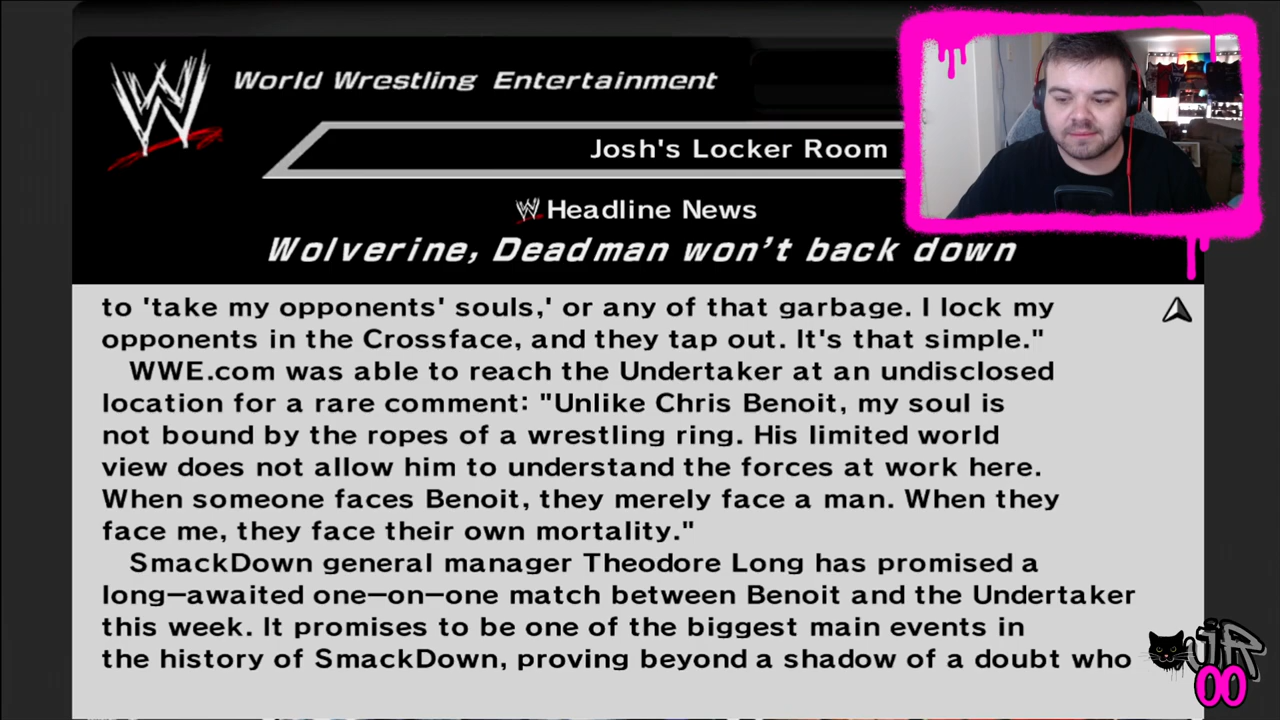 World Wrestling Entertainment
Josh's Locker Room
Headline News
Wolverine, Deadman won't back down
to 'take my opponents' souls,' or any of that garbage. I lock my
opponents in the Crossface, and they tap out. It's that simple."
WWE.com was able to reach the Undertaker at an undisclosed
location for a rare comment: "Unlike Chris Benoit, my soul is
not bound by the ropes of a wrestling ring. His limited world
view does not allow him to understand the forces at work here.
When someone faces Benoit, they merely face a man. When they
face me, they face their own mortality."
SmackDown general manager Theodore Long has promised a
long—awaited one—on—one match between Benoit and the Undertaker
this week. It promises to be one of the biggest main events in
the history of SmackDown, proving beyond a shadow of a doubt who
JR
00